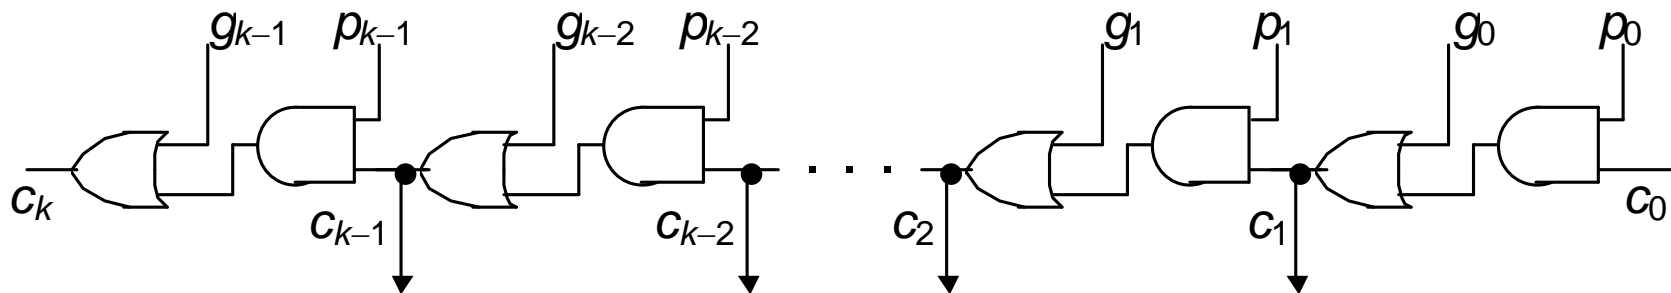 g_{k–1} p_{k–1} g_{k–2} p_{k–2} g_1 p_1 g_0 p_0
. . .
c_k c_{k–1} c_{k–2} c_2 c_1 c_0